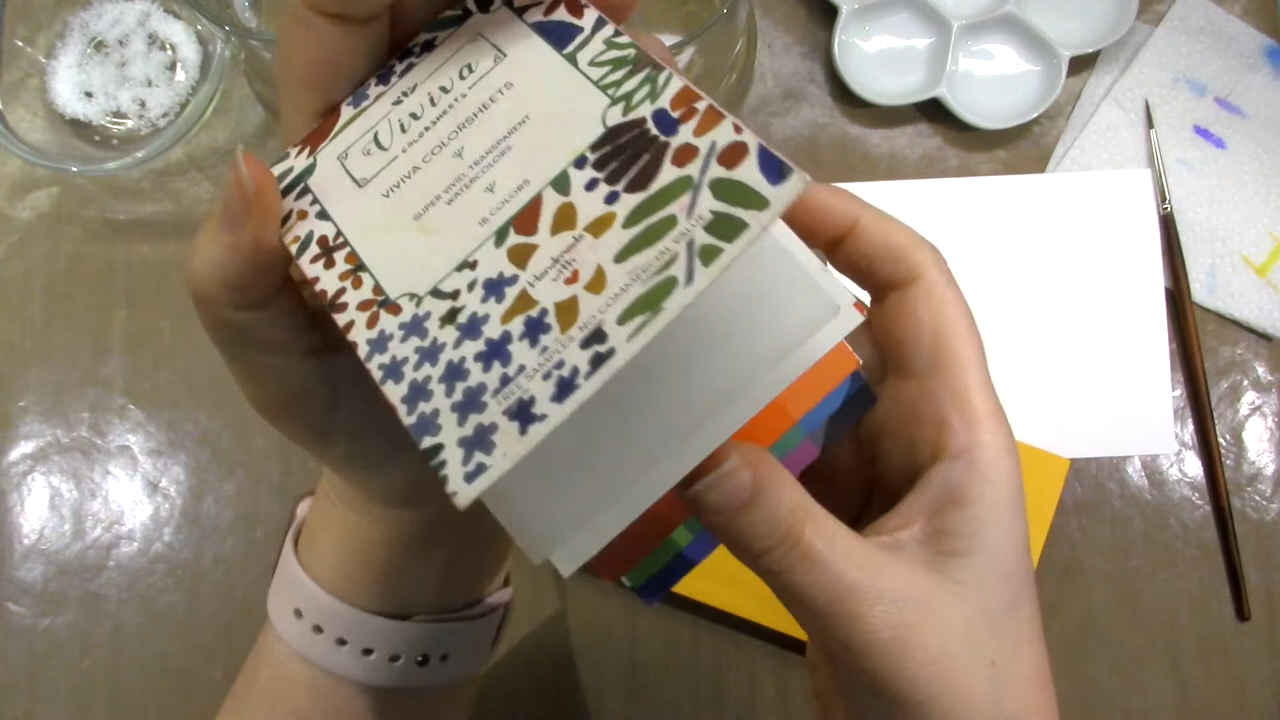 Viviva
COLORSHEETS
VIVIVA COLORSHEETS
SUPER VIVID, TRANSPARENT
WATERCOLORS
16 COLORS
Handmade
with
FREE SAMPLES. NO COMMERCIAL VALUE